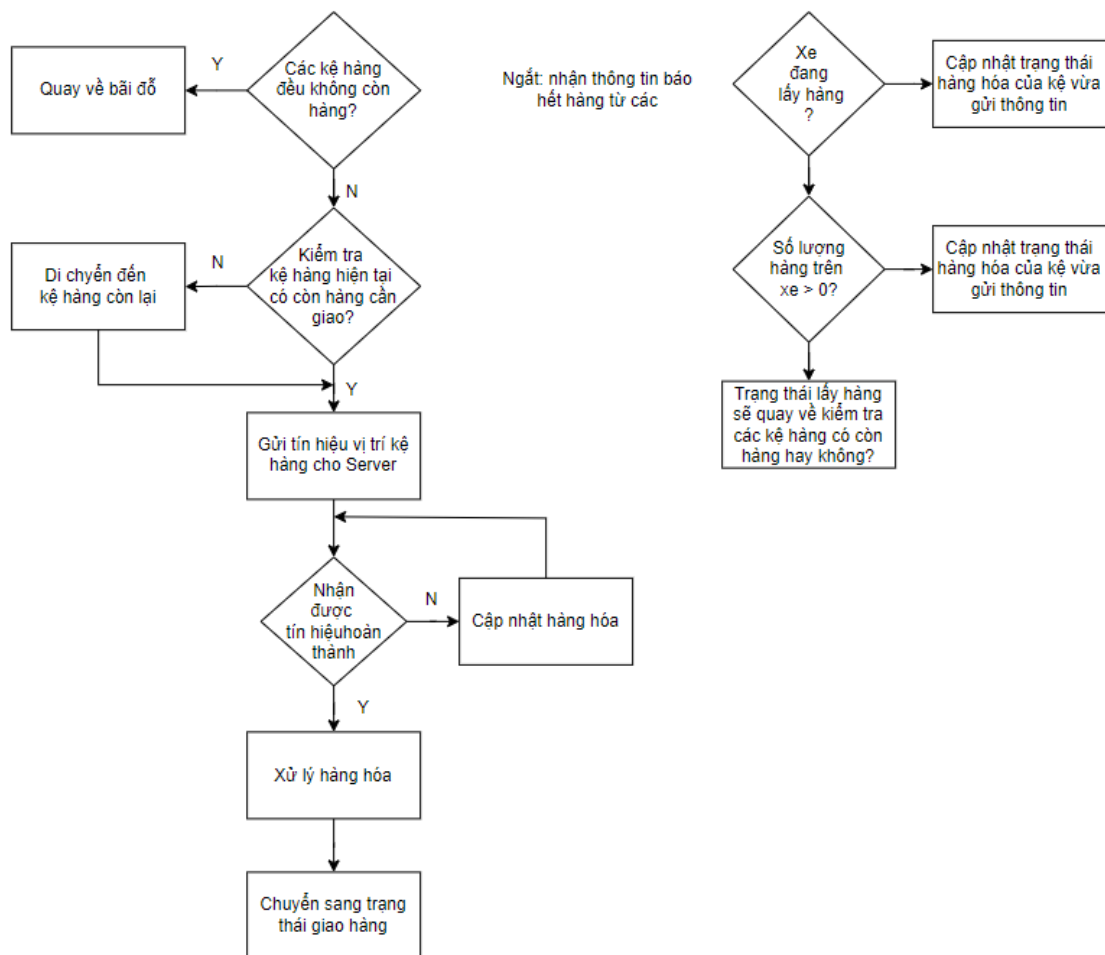 Y
Quay về bãi đỗ
Các kệ hàng
đều không còn
hàng?
N
N
Di chyển đến
kệ hàng còn lại
Kiểm tra
kệ hàng hiện tại
có còn hàng cần
giao?
Y
Gửi tín hiệu vị trí kệ
hàng cho Server
Nhận
được
tín hiệuhoàn
thành
N
Cập nhật hàng hóa
Y
Xử lý hàng hóa
Chuyển sang trạng
thái giao hàng
Ngắt: nhận thông tin báo
hết hàng từ các
Xe
đang
lấy hàng
?
Cập nhật trạng thái
hàng hóa của kệ vừa
gửi thông tin
Số lượng
hàng trên
xe > 0?
Cập nhật trạng thái
hàng hóa của kệ vừa
gửi thông tin
Trạng thái lấy hàng
sẽ quay về kiểm tra
các kệ hàng có còn
hàng hay không?